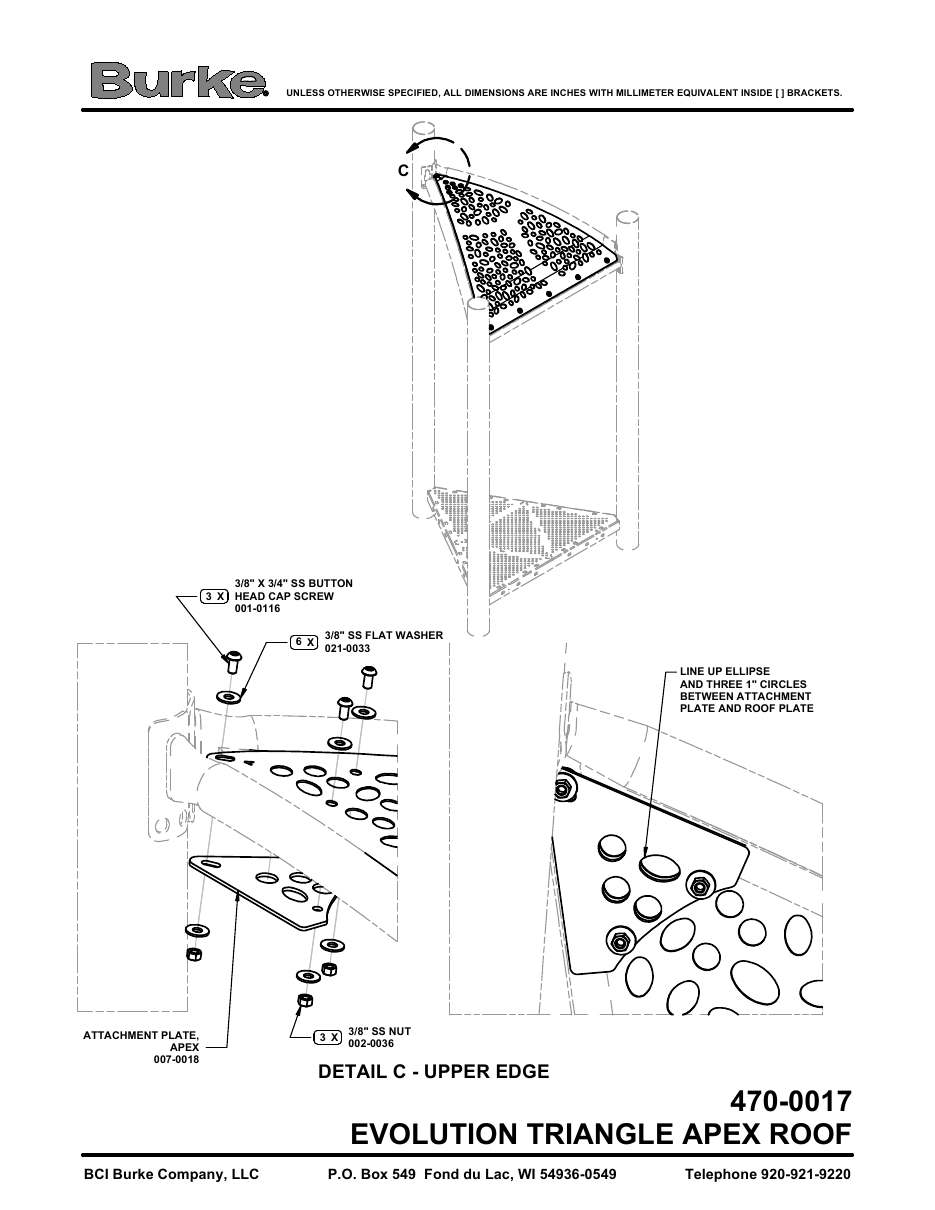 Burke
UNLESS OTHERWISE SPECIFIED, ALL DIMENSIONS ARE INCHES WITH MILLIMETER EQUIVALENT INSIDE [ ] BRACKETS.
C
3 X
3/8" X 3/4" SS BUTTON
HEAD CAP SCREW
001-0116
6 X
3/8" SS FLAT WASHER
021-0033
LINE UP ELLIPSE
AND THREE 1" CIRCLES
BETWEEN ATTACHMENT
PLATE AND ROOF PLATE
ATTACHMENT PLATE,
APEX
007-0018
3 X
3/8" SS NUT
002-0036
DETAIL C - UPPER EDGE
470-0017
EVOLUTION TRIANGLE APEX ROOF
BCI Burke Company, LLC P.O. Box 549 Fond du Lac, WI 54936-0549 Telephone 920-921-9220